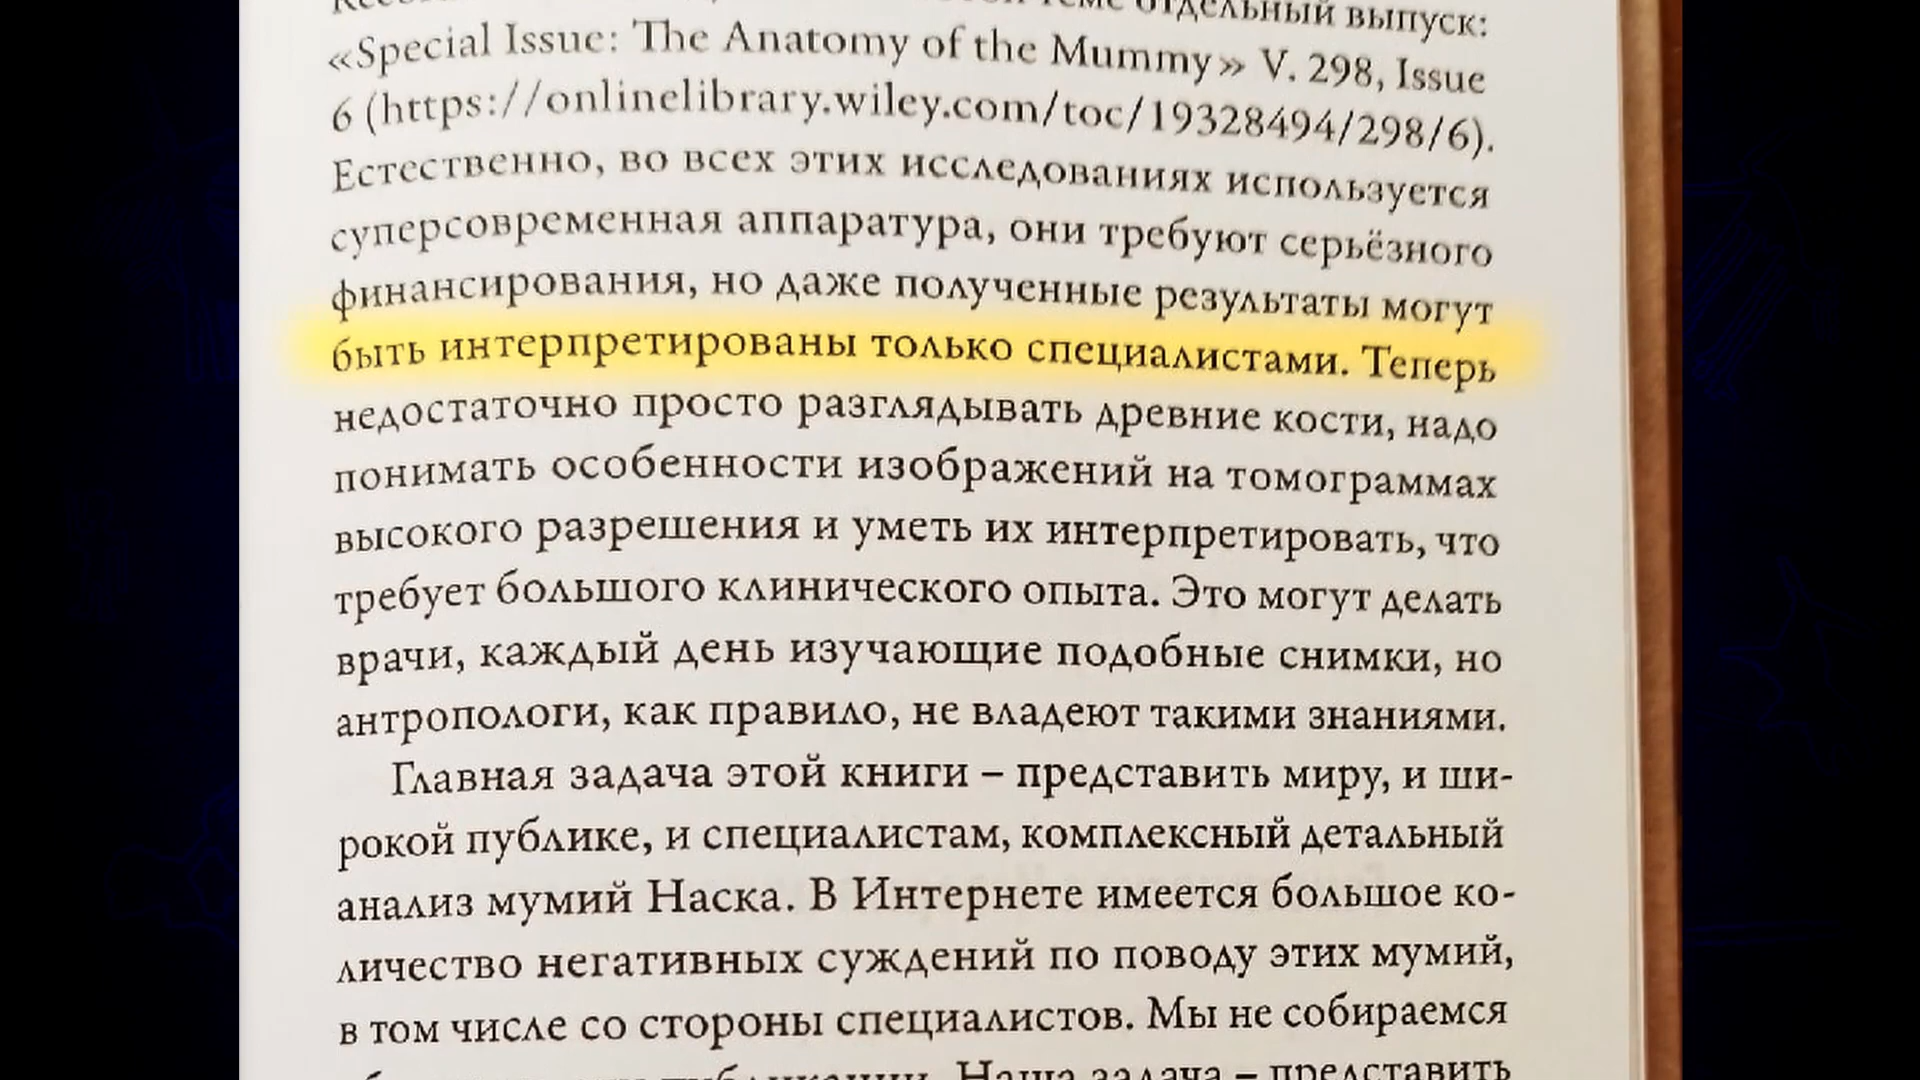 отдельный выпуск:
«Special Issue: The Anatomy of the Mummy» V. 298, Issue
6 (https://onlinelibrary.wiley.com/toc/19328494/298/6).
Естественно, во всех этих исследованиях используется
суперсовременная аппаратура, они требуют серьёзного
финансирования, но даже полученные результаты могут
быть интерпретированы только специалистами. Теперь
недостаточно просто разглядывать древние кости, надо
понимать особенности изображений на томограммах
высокого разрешения и уметь их интерпретировать, что
требует большого клинического опыта. Это могут делать
врачи, каждый день изучающие подобные снимки, но
антропологи, как правило, не владеют такими знаниями.
Главная задача этой книги – представить миру, и ши-
рокой публике, и специалистам, комплексный детальный
анализ мумий Наска. В Интернете имеется большое ко-
личество негативных суждений по поводу этих мумий,
в том числе со стороны специалистов. Мы не собираемся
Наша задача – представить